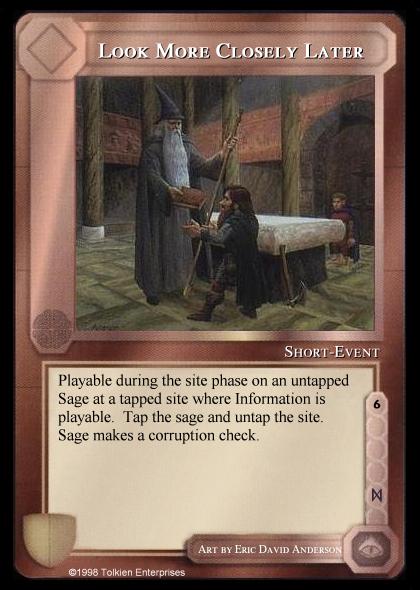 Look More Closely Later
Short-Event
Playable during the site phase on an untapped
Sage at a tapped site where Information is
playable. Tap the sage and untap the site.
Sage makes a corruption check.
6
ᛞ
Art by Eric David Anderson
©1998 Tolkien Enterprises